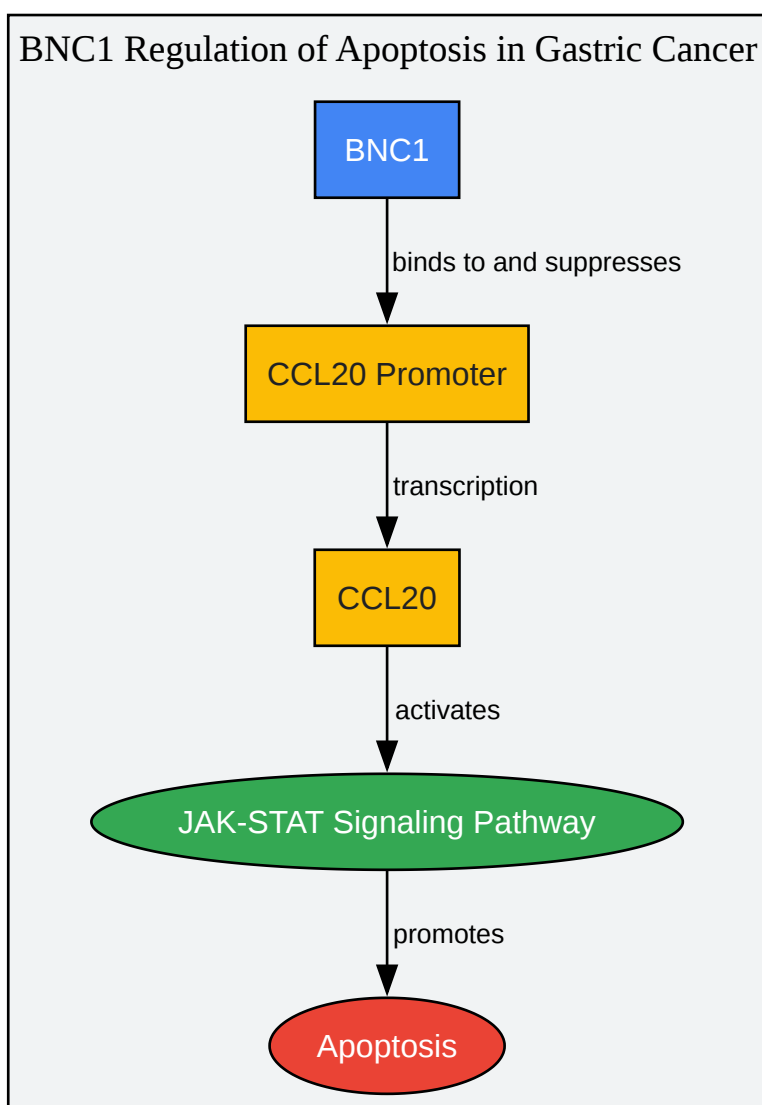 BNC1 Regulation of Apoptosis in Gastric Cancer
BNC1
binds to and suppresses
CCL20 Promoter
transcription
CCL20
activates
JAK-STAT Signaling Pathway
promotes
Apoptosis